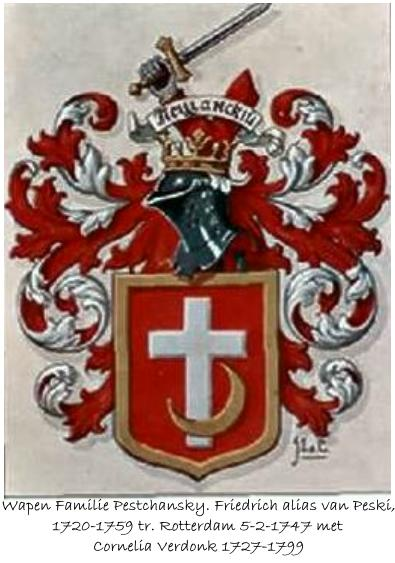 Wapen Familie Pestchansky. Friedrich alias van Peski,
1720-1759 tr. Rotterdam 5-2-1747 met
Cornelia Verdonk 1727-1799